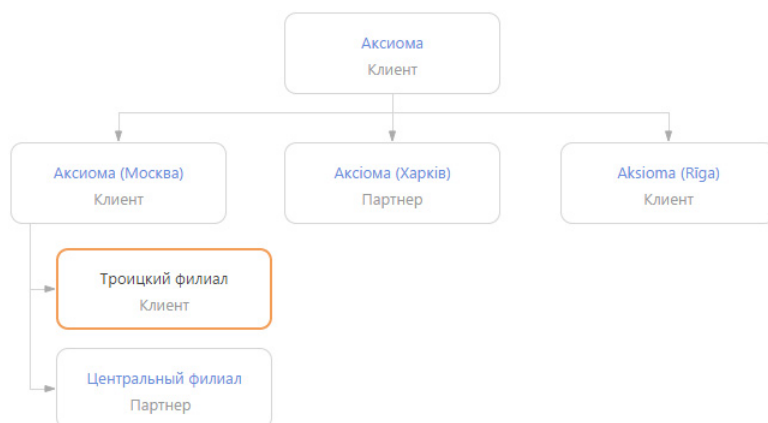 Аксиома
Клиент
Аксиома (Москва)
Клиент
Аксіома (Харків)
Партнер
Aksioma (Rīga)
Клиент
Троицкий филиал
Клиент
Центральный филиал
Партнер